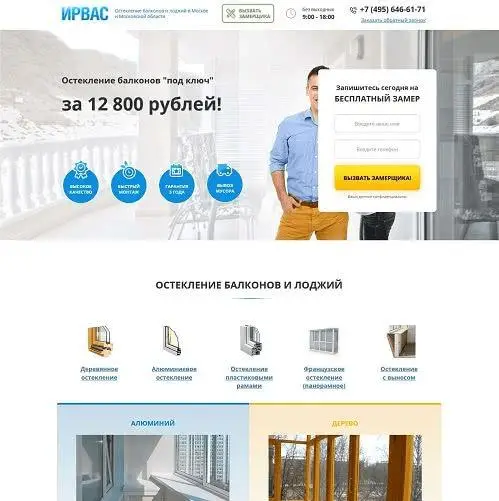 ИРВАС
Остекление балконов и лоджий в Москве
и Московской области
ВЫЗВАТЬ
ЗАМЕРЩИКА
Без выходных
9:00 - 18:00
+7 (495) 646-61-71
Заказать обратный звонок
Остекление балконов "под ключ"
за 12 800 рублей!
ВЫСОКОЕ
КАЧЕСТВО
БЫСТРЫЙ
МОНТАЖ
ГАРАНТИЯ
3 ГОДА
ВЫВОЗ
МУСОРА
Запишитесь сегодня на
БЕСПЛАТНЫЙ ЗАМЕР
Введите ваше имя
Введите телефон
ВЫЗВАТЬ ЗАМЕРЩИКА!
Ваши данные конфиденциальны
ОСТЕКЛЕНИЕ БАЛКОНОВ И ЛОДЖИЙ
Деревянное
остекление
Алюминиевое
остекление
Остекление
пластиковыми
рамами
Французское
остекление
(панорамное)
Остекление
с выносом
АЛЮМИНИЙ
ДЕРЕВО